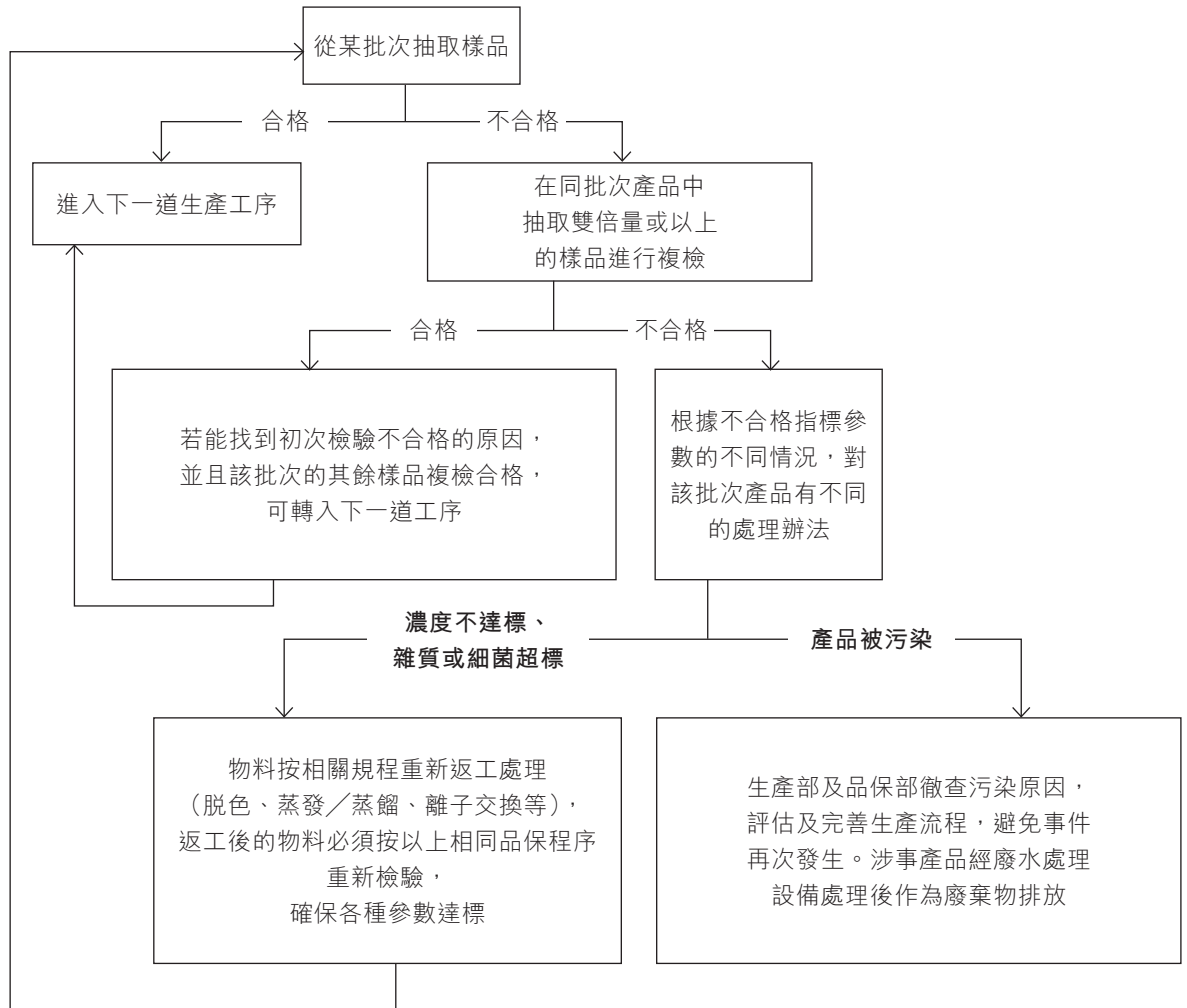 從某批次抽取樣品
合格
不合格
進入下一道生產工序
在同批次產品中
抽取雙倍量或以上
的樣品進行複檢
合格
不合格
若能找到初次檢驗不合格的原因，
並且該批次的其餘樣品複檢合格，
可轉入下一道工序
根據不合格指標參
數的不同情況，對
該批次產品有不同
的處理辦法
濃度不達標、
雜質或細菌超標
產品被污染
物料按相關規程重新返工處理
（脫色、蒸發／蒸餾、離子交換等），
返工後的物料必須按以上相同品保程序
重新檢驗，
確保各種參數達標
生產部及品保部徹查污染原因，
評估及完善生產流程，避免事件
再次發生。涉事產品經廢水處理
設備處理後作為廢棄物排放